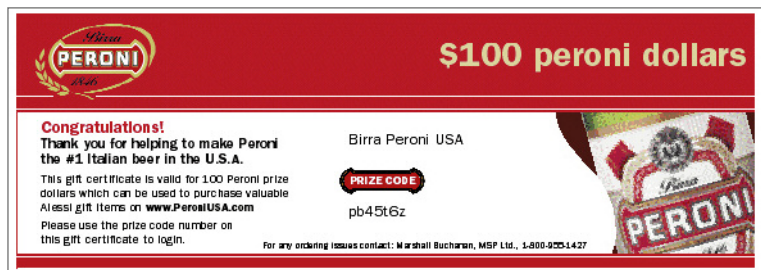 Birra
PERONI
1846
$100 peroni dollars
Congratulations!
Thank you for helping to make Peroni
the #1 Italian beer in the U.S.A.
This gift certificate is valid for 100 Peroni prize
dollars which can be used to purchase valuable
Alessi gift items on www.PeroniUSA.com
Please use the prize code number on
this gift certificate to login.
Birra Peroni USA
PRIZE CODE
pb45t6z
For any ordering issues contact: Marshall Buchanan, MSP Ltd., 1-800-955-1427
Birra
PERONI